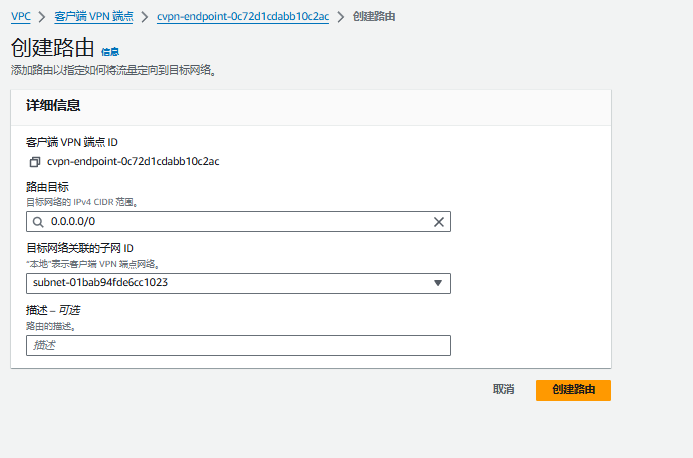 VPC > 客户端 VPN 端点 > cvpn-endpoint-0c72d1cdabb10c2ac > 创建路由
创建路由 信息
添加路由以指定如何将流量定向到目标网络。
详细信息
客户端 VPN 端点 ID
cvpn-endpoint-0c72d1cdabb10c2ac
路由目标
目标网络的 IPv4 CIDR 范围。
0.0.0.0/0
目标网络关联的子网 ID
"本地"表示客户端 VPN 端点网络。
subnet-01bab94fde6cc1023
描述 – 可选
路由的描述。
描述
取消 创建路由